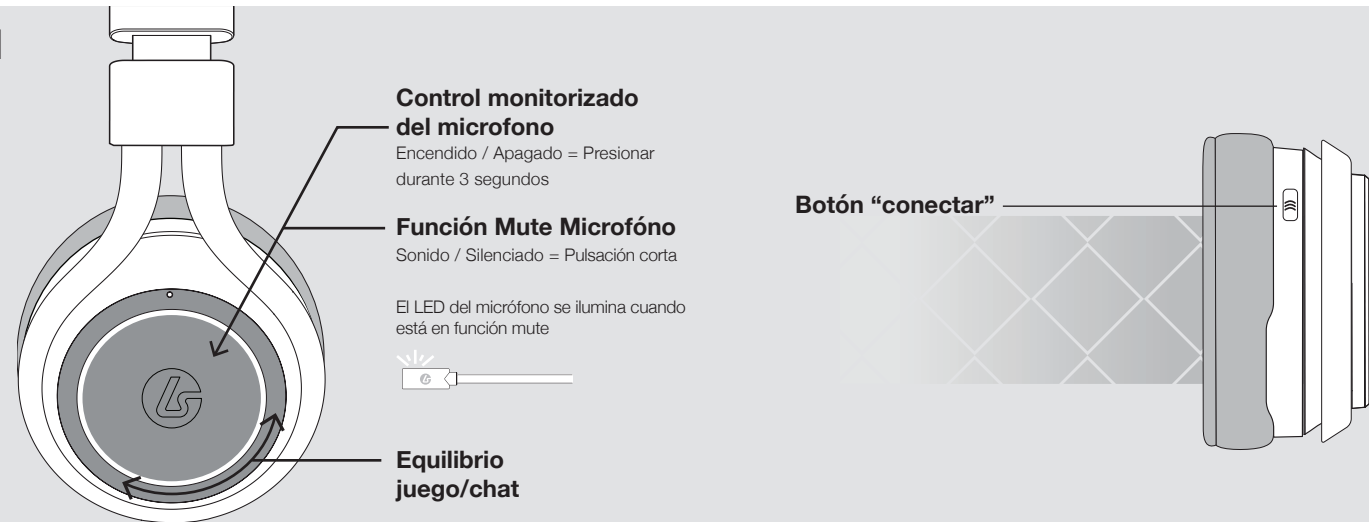 Control monitorizado
del microfono
Encendido / Apagado = Presionar
durante 3 segundos
Función Mute Microfóno
Sonido / Silenciado = Pulsación corta
El LED del micrófono se ilumina cuando
está en función mute
Equilibrio
juego/chat
Botón “conectar”